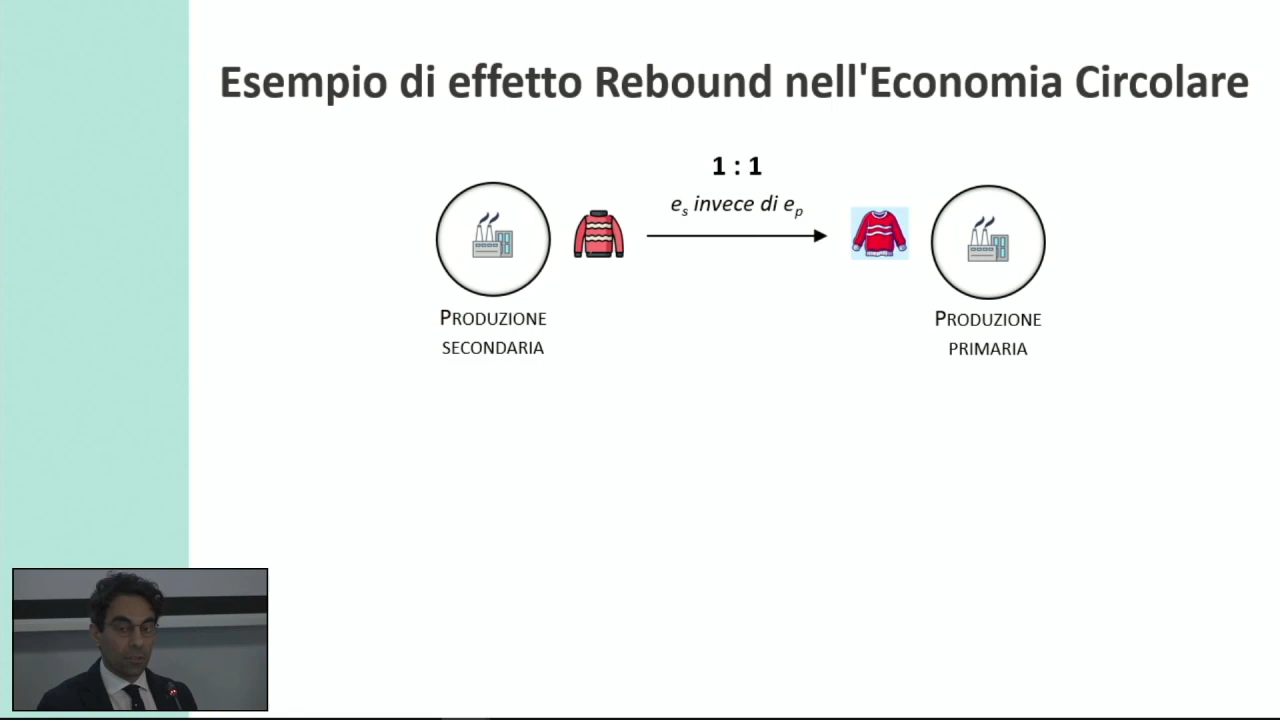 Esempio di effetto Rebound nell'Economia Circolare
1 : 1
es invece di ep
PRODUZIONE
SECONDARIA
PRODUZIONE
PRIMARIA